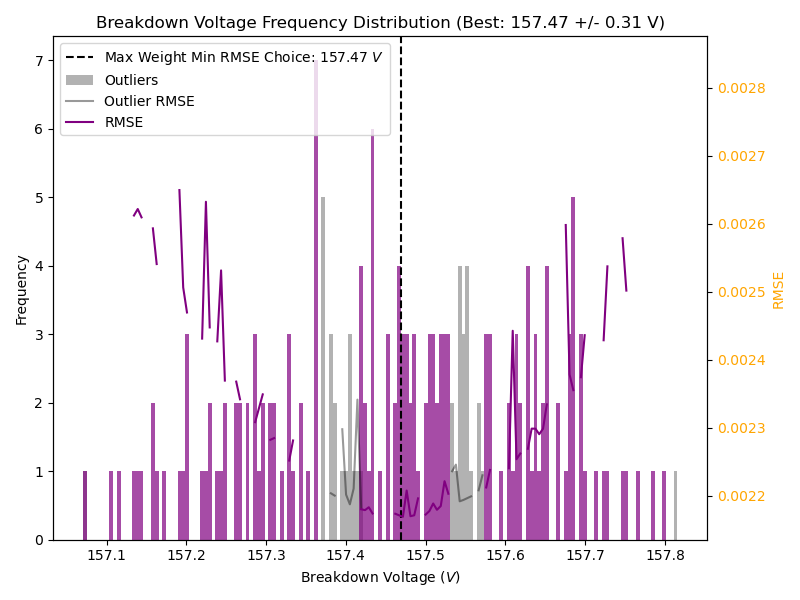 Breakdown Voltage Frequency Distribution (Best: 157.47 +/- 0.31 V)
Max Weight Min RMSE Choice: 157.47 V
Outliers
Outlier RMSE
RMSE
Frequency
7
6
5
4
3
2
1
0
0.0028
0.0027
0.0026
0.0025
0.0024
0.0023
0.0022
RMSE
157.1 157.2 157.3 157.4 157.5 157.6 157.7 157.8
Breakdown Voltage (V)